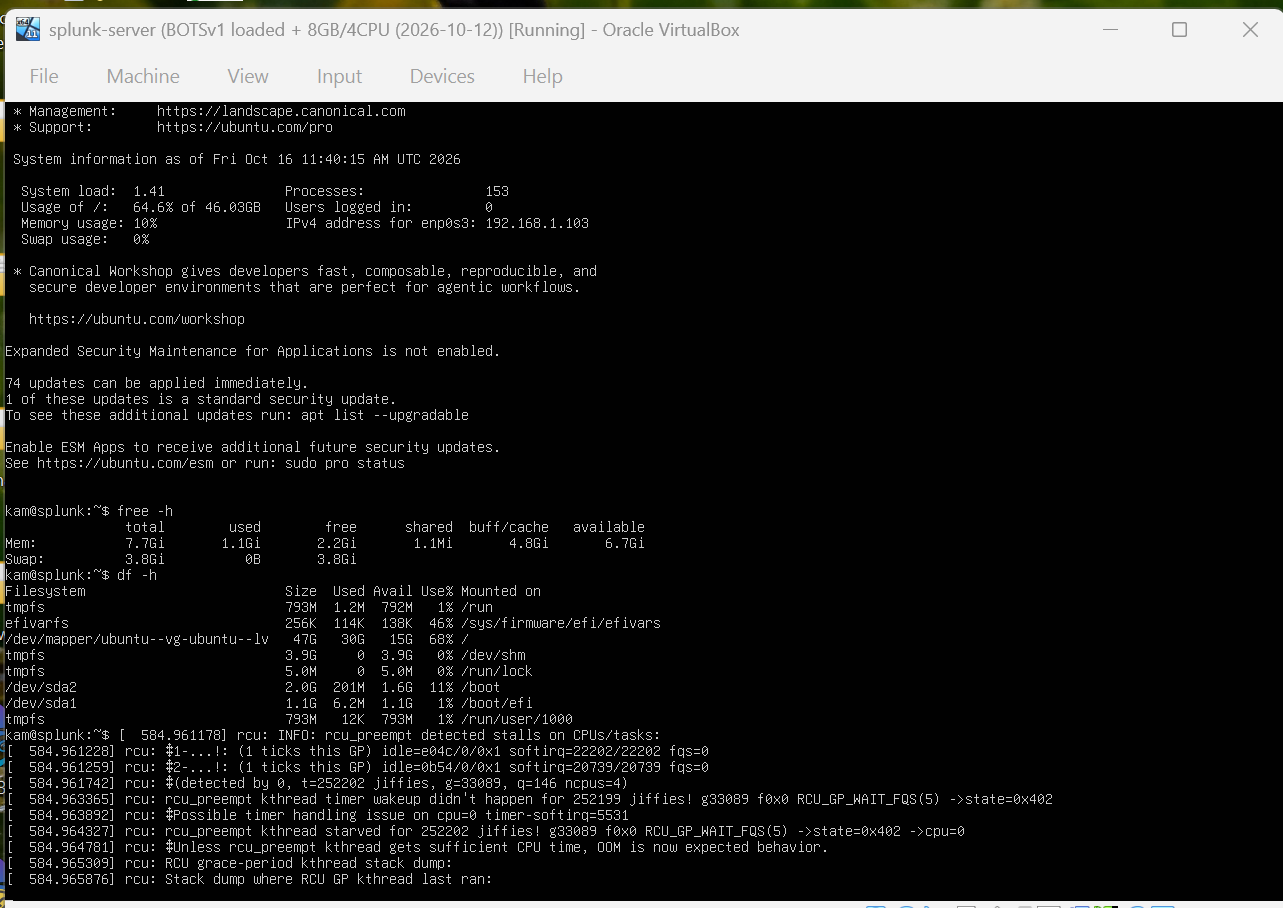 splunk-server (BOTSv1 loaded + 8GB/4CPU (2026-10-12)) [Running] - Oracle VirtualBox
File Machine View Input Devices Help
* Management: https://landscape.canonical.com
* Support: https://ubuntu.com/pro
System information as of Fri Oct 16 11:40:15 AM UTC 2026
System load: 1.41 Processes: 153
Usage of /: 64.6% of 46.03GB Users logged in: 0
Memory usage: 10% IPv4 address for enp0s3: 192.168.1.103
Swap usage: 0%
* Canonical Workshop gives developers fast, composable, reproducible, and
secure developer environments that are perfect for agentic workflows.
https://ubuntu.com/workshop
Expanded Security Maintenance for Applications is not enabled.
74 updates can be applied immediately.
1 of these updates is a standard security update.
To see these additional updates run: apt list --upgradable
Enable ESM Apps to receive additional future security updates.
See https://ubuntu.com/esm or run: sudo pro status
kam@splunk:~$ free -h
total used free shared buff/cache available
Mem: 7.7Gi 1.1Gi 2.2Gi 1.1Mi 4.8Gi 6.7Gi
Swap: 3.8Gi 0B 3.8Gi
kam@splunk:~$ df -h
Filesystem Size Used Avail Use% Mounted on
tmpfs 793M 1.2M 792M 1% /run
efivarfs 256K 114K 138K 46% /sys/firmware/efi/efivars
/dev/mapper/ubuntu--vg-ubuntu--lv 47G 30G 15G 68% /
tmpfs 3.9G 0 3.9G 0% /dev/shm
tmpfs 5.0M 0 5.0M 0% /run/lock
/dev/sda2 2.0G 201M 1.6G 11% /boot
/dev/sda1 1.1G 6.2M 1.1G 1% /boot/efi
tmpfs 793M 12K 793M 1% /run/user/1000
kam@splunk:~$ [ 584.961178] rcu: INFO: rcu_preempt detected stalls on CPUs/tasks:
[ 584.961228] rcu: ‡1-...!: (1 ticks this GP) idle=e04c/0/0x1 softirq=22202/22202 fqs=0
[ 584.961259] rcu: ‡2-...!: (1 ticks this GP) idle=0b54/0/0x1 softirq=20739/20739 fqs=0
[ 584.961742] rcu: ‡(detected by 0, t=252202 jiffies, g=33089, q=146 ncpus=4)
[ 584.963365] rcu: rcu_preempt kthread timer wakeup didn't happen for 252199 jiffies! g33089 f0x0 RCU_GP_WAIT_FQS(5) ->state=0x402
[ 584.963892] rcu: ‡Possible timer handling issue on cpu=0 timer-softirq=5531
[ 584.964327] rcu: rcu_preempt kthread starved for 252202 jiffies! g33089 f0x0 RCU_GP_WAIT_FQS(5) ->state=0x402 ->cpu=0
[ 584.964781] rcu: ‡Unless rcu_preempt kthread gets sufficient CPU time, OOM is now expected behavior.
[ 584.965309] rcu: RCU grace-period kthread stack dump:
[ 584.965876] rcu: Stack dump where RCU GP kthread last ran: